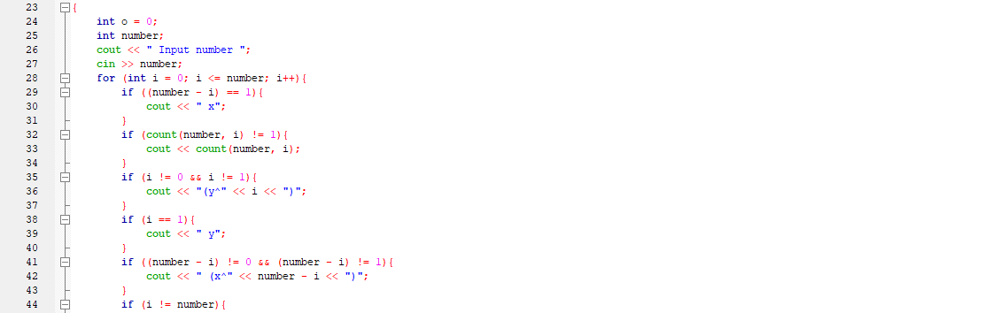 23 {
24 int o = 0;
25 int number;
26 cout << " Input number ";
27 cin >> number;
28 for (int i = 0; i <= number; i++){
29 if ((number - i) == 1){
30 cout << " x";
31 }
32 if (count(number, i) != 1){
33 cout << count(number, i);
34 }
35 if (i != 0 && i != 1){
36 cout << "(y^" << i << ")";
37 }
38 if (i == 1){
39 cout << " y";
40 }
41 if ((number - i) != 0 && (number - i) != 1){
42 cout << " (x^" << number - i << ")";
43 }
44 if (i != number){